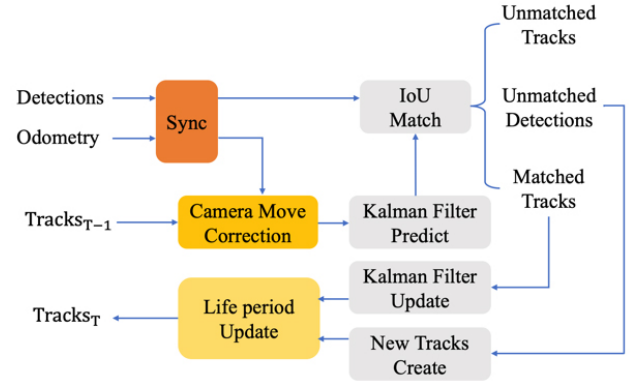 Unmatched
Tracks
Detections
Odometry
Sync
IoU
Match
Unmatched
Detections
Matched
Tracks
Tracks_{T−1}
Camera Move
Correction
Kalman Filter
Predict
Kalman Filter
Update
Tracks_T
Life period
Update
New Tracks
Create